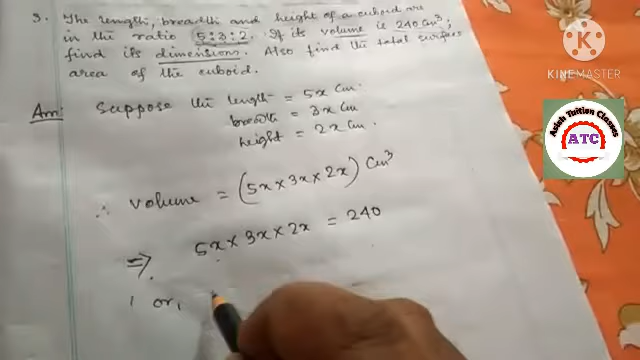 3. The length, breadth and height of a cuboid are
in the ratio 5:3:2. If its volume is 240 cm³,
find its dimensions. Also find the total surface
area of the cuboid.
Ans: Suppose the length = 5x cm.
breadth = 3x cm
height = 2x cm.
∴ Volume = (5x × 3x × 2x) cm³
⇒ 5x × 3x × 2x = 240
or,
K
KINEMASTER
Asish Tuition Classes
ATC